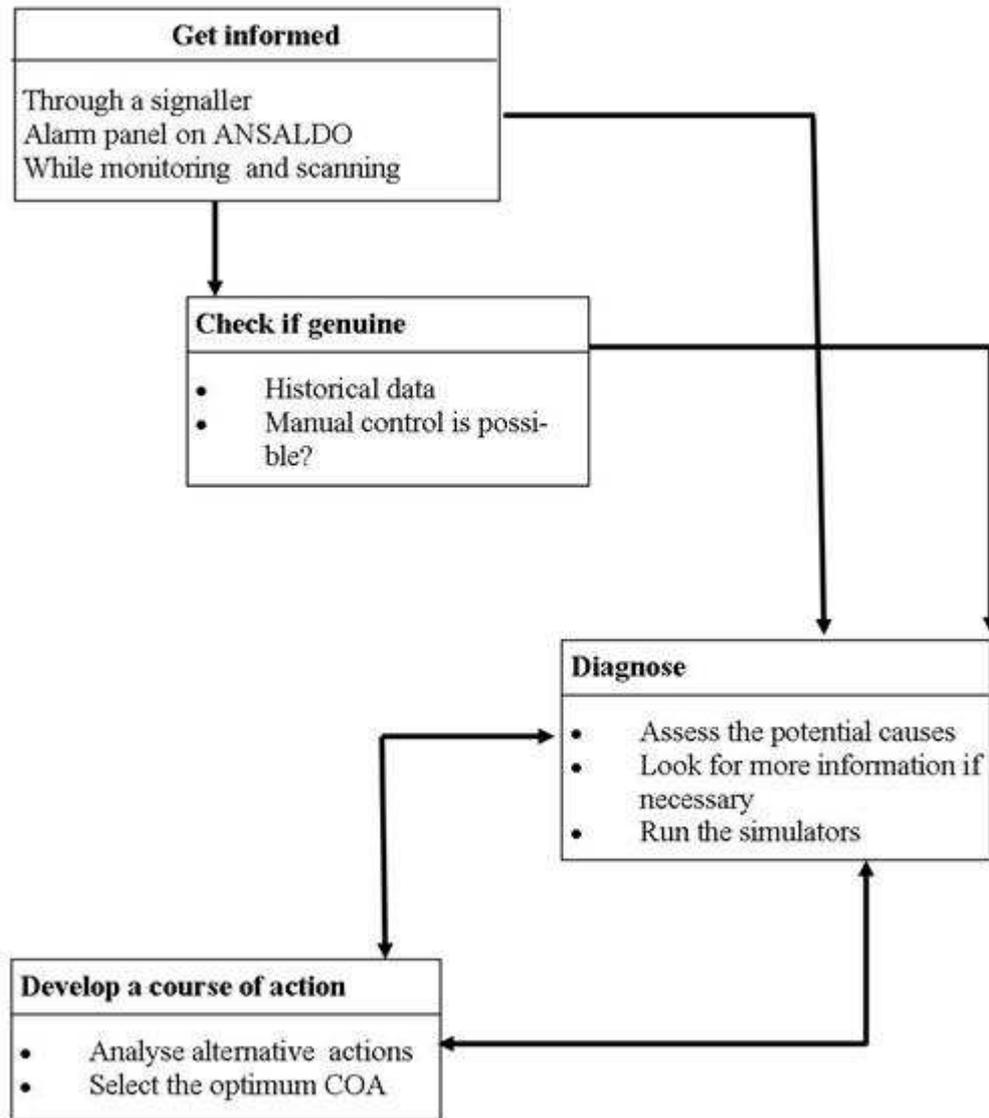 Get informed
Through a signaller
Alarm panel on ANSALDO
While monitoring and scanning
Check if genuine
• Historical data
• Manual control is possi-
ble?
Diagnose
• Assess the potential causes
• Look for more information if
necessary
• Run the simulators
Develop a course of action
• Analyse alternative actions
• Select the optimum COA